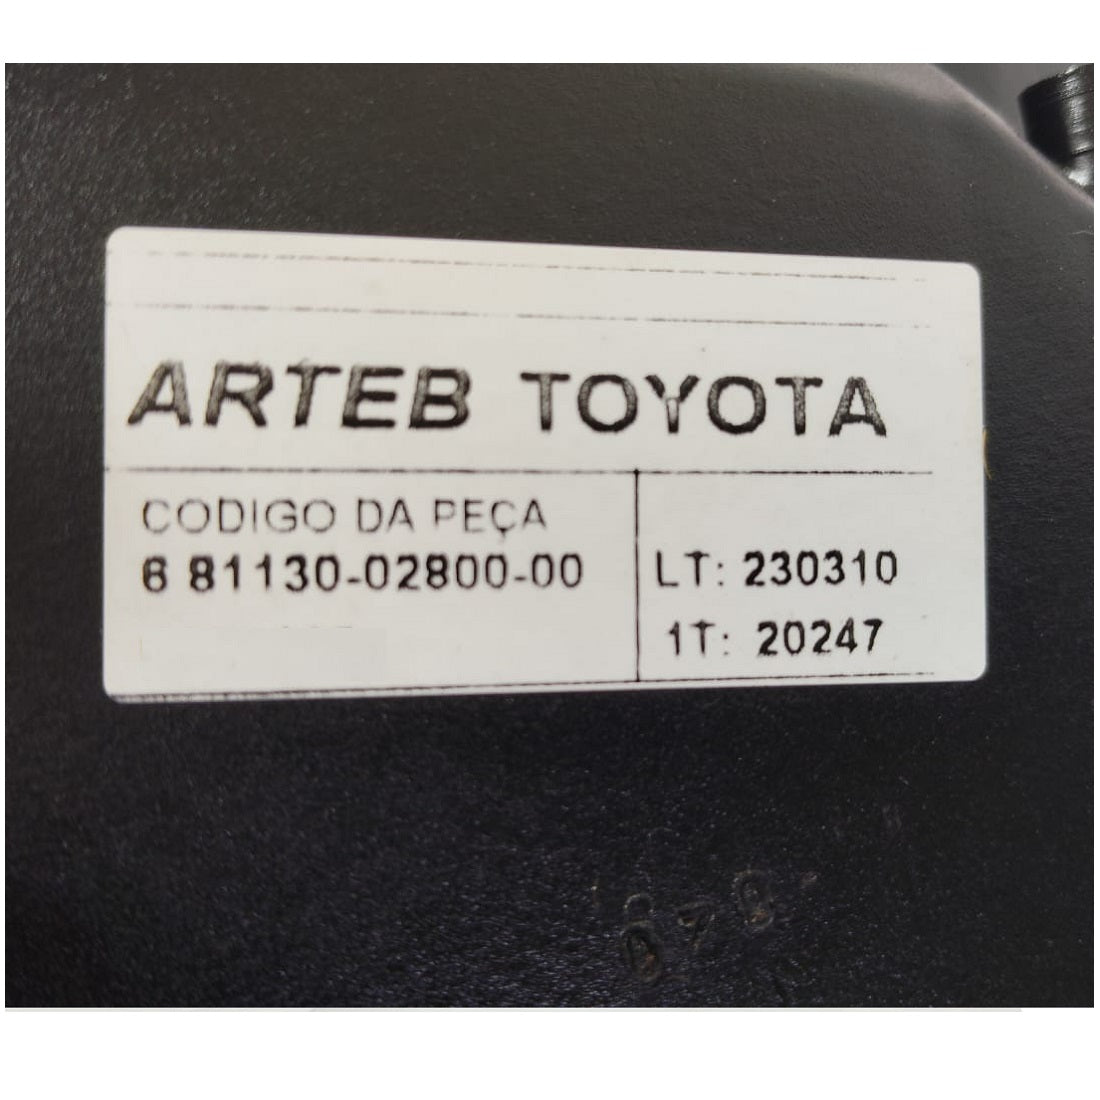 ARTEB TOYOTA
CODIGO DA PEÇA
6 81130-02800-00
LT: 230310
1T: 20247